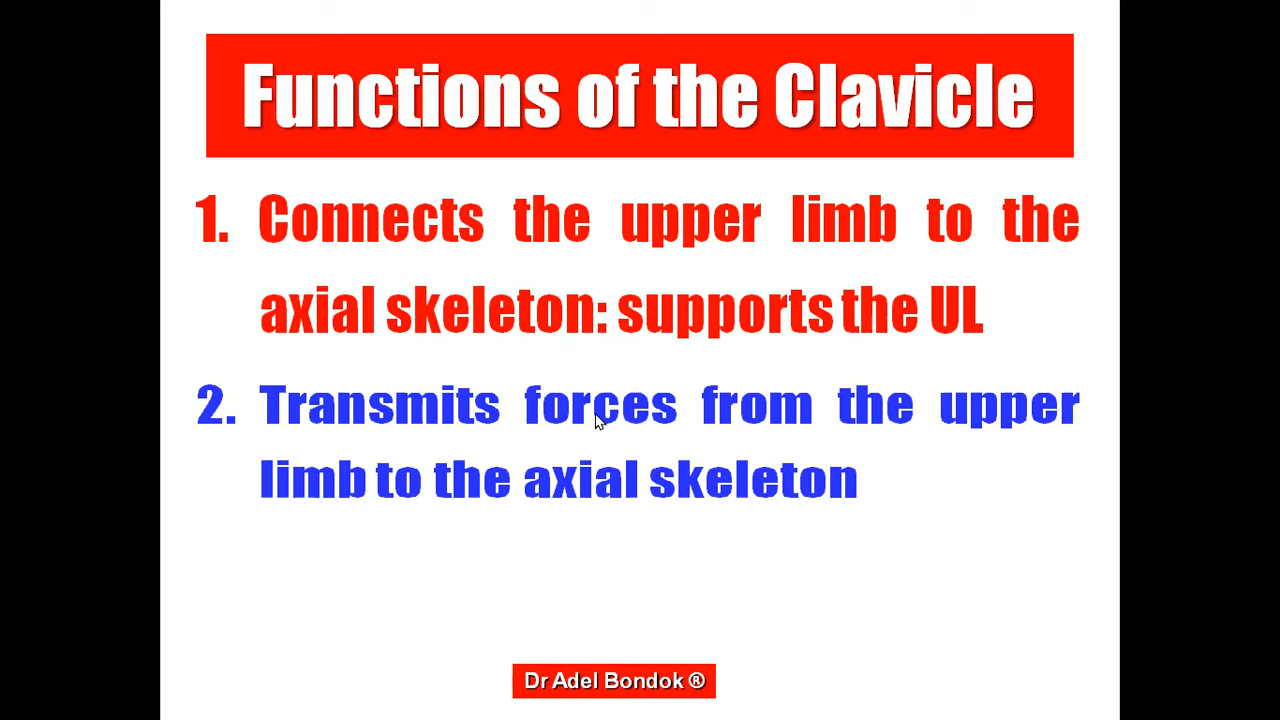 Functions of the Clavicle
1. Connects the upper limb to the
axial skeleton: supports the UL
2. Transmits forces from the upper
limb to the axial skeleton
Dr Adel Bondok ®